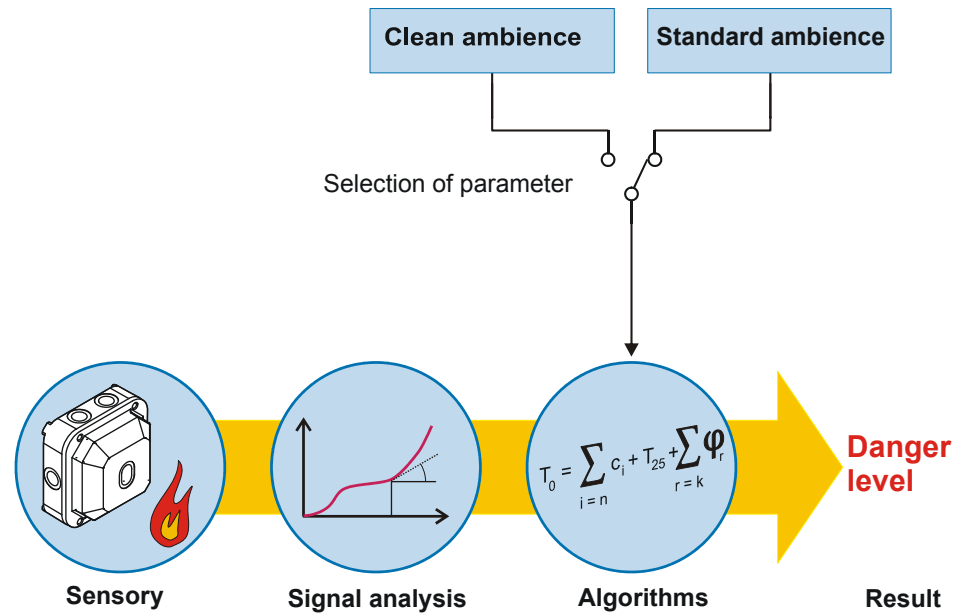 Clean ambience
Standard ambience
Selection of parameter
T₀ = ∑ cᵢ + T₂₅ + ∑ φᵣ
i = n
r = k
Danger
level
Sensory
Signal analysis
Algorithms
Result